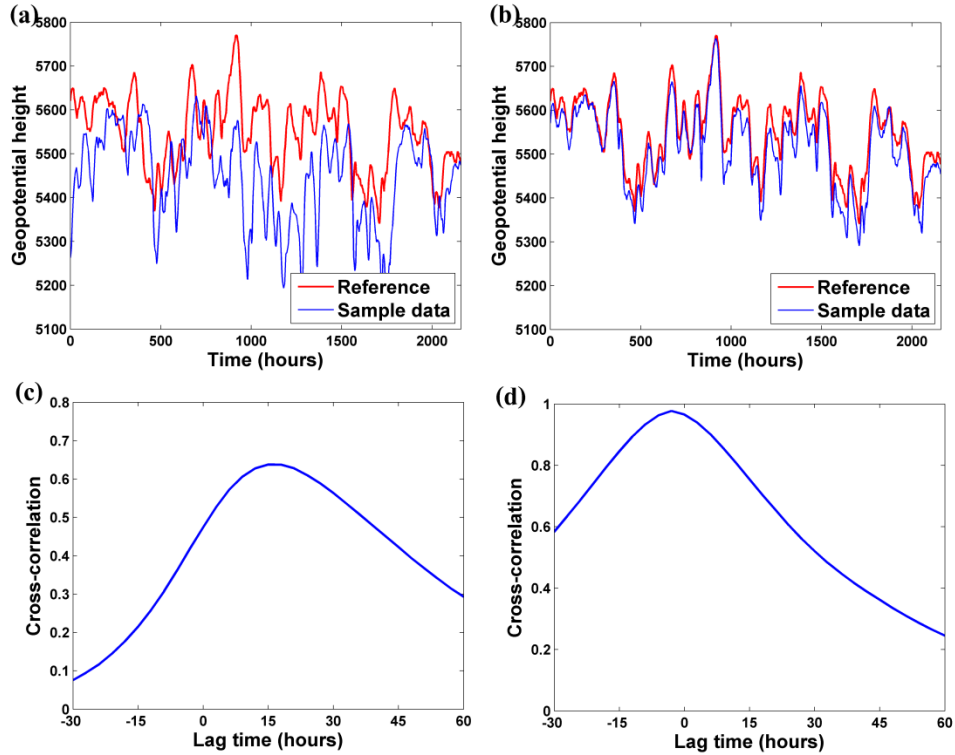 (a)
5800
5700
5600
5500
5400
5300
5200
5100
Geopotential height
0 500 1000 1500 2000
Time (hours)
Reference
Sample data
(b)
5800
5700
5600
5500
5400
5300
5200
5100
Geopotential height
0 500 1000 1500 2000
Time (hours)
Reference
Sample data
(c)
0.8
0.7
0.6
0.5
0.4
0.3
0.2
0.1
0
Cross-correlation
-30 -15 0 15 30 45 60
Lag time (hours)
(d)
1
0.8
0.6
0.4
0.2
0
Cross-correlation
-30 -15 0 15 30 45 60
Lag time (hours)